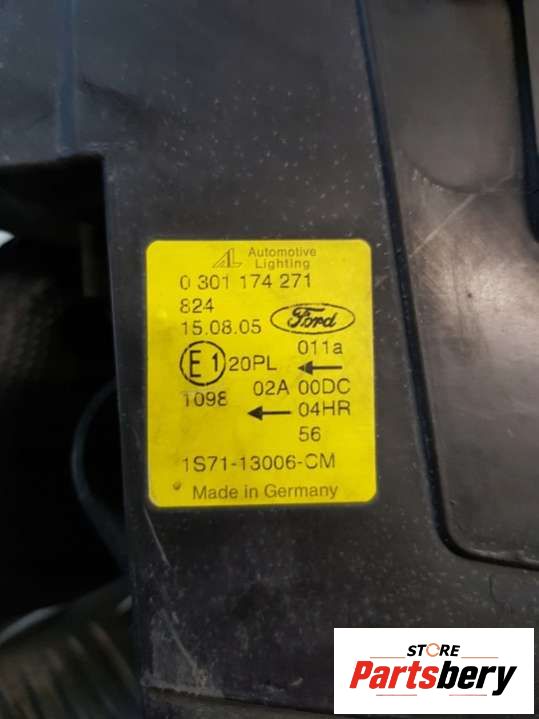 AL Automotive
Lighting
0 301 174 271
824
15.08.05 Ford
011a
E1 20PL ←
02A 00DC
1098 ← 04HR
56
1S71-13006-CM
Made in Germany
STORE
Partsbery